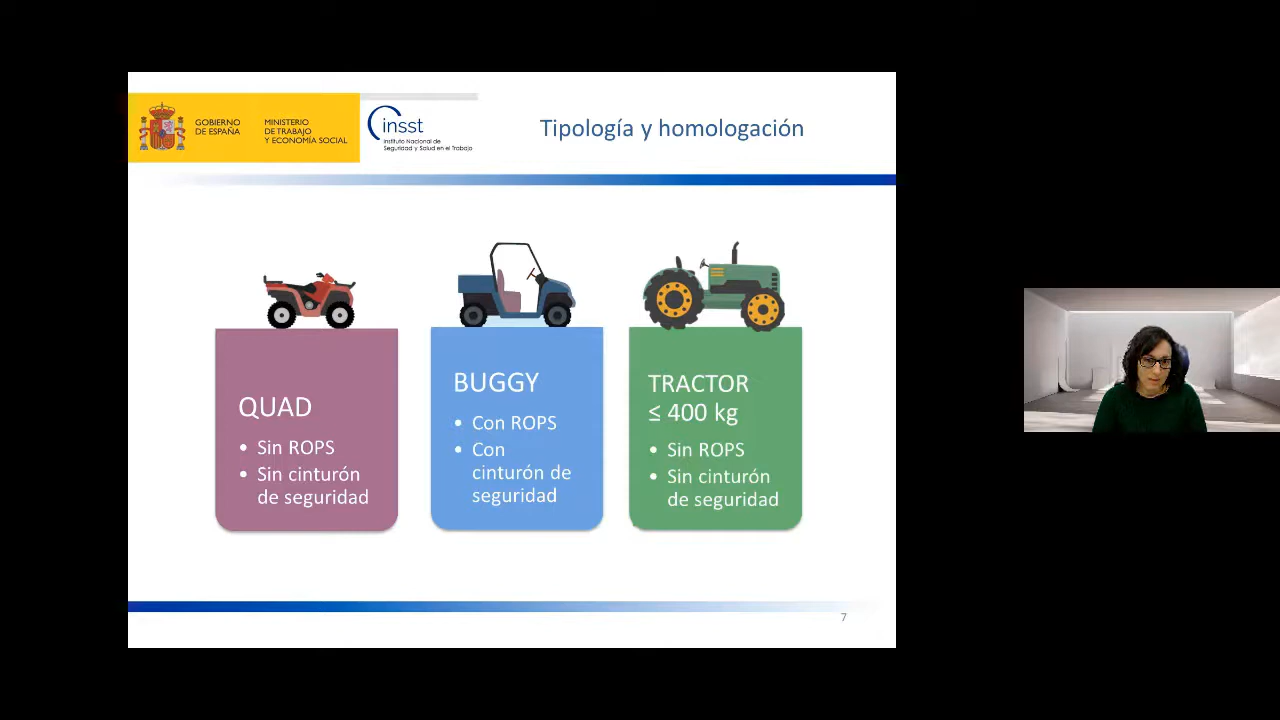 GOBIERNO
DE ESPAÑA
MINISTERIO
DE TRABAJO
Y ECONOMÍA SOCIAL
insst
Instituto Nacional de
Seguridad y Salud en el Trabajo
Tipología y homologación
QUAD
• Sin ROPS
• Sin cinturón
de seguridad
BUGGY
• Con ROPS
• Con
cinturón de
seguridad
TRACTOR
≤ 400 kg
• Sin ROPS
• Sin cinturón
de seguridad
7